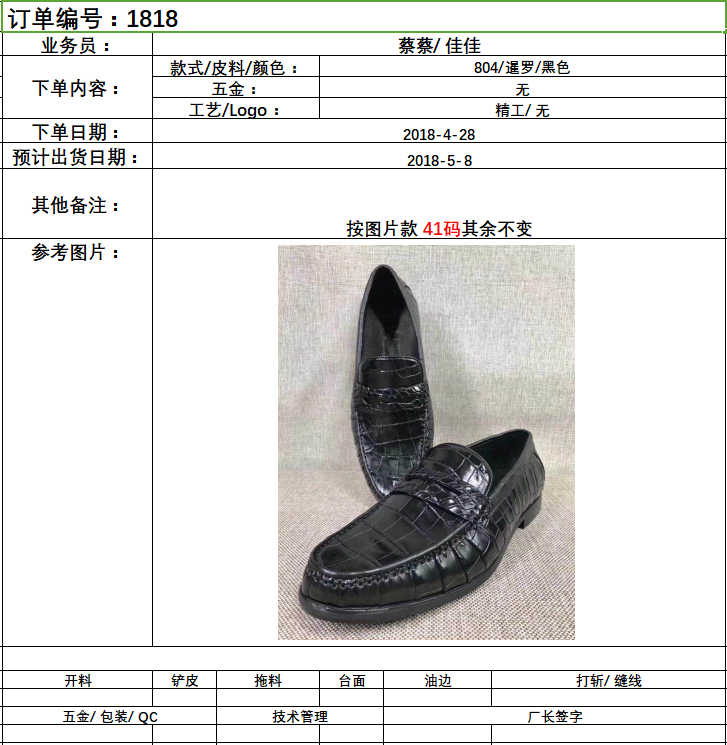 订单编号：1818
业务员： 蔡蔡/ 佳佳
下单内容： 款式/皮料/颜色： 804/暹罗/黑色
五金： 无
工艺/Logo： 精工/ 无
下单日期： 2018-4-28
预计出货日期： 2018-5-8
其他备注： 按图片款 41码其余不变
参考图片：
开料 铲皮 拖料 台面 油边 打斩/ 缝线
五金/ 包装/ QC 技术管理 厂长签字